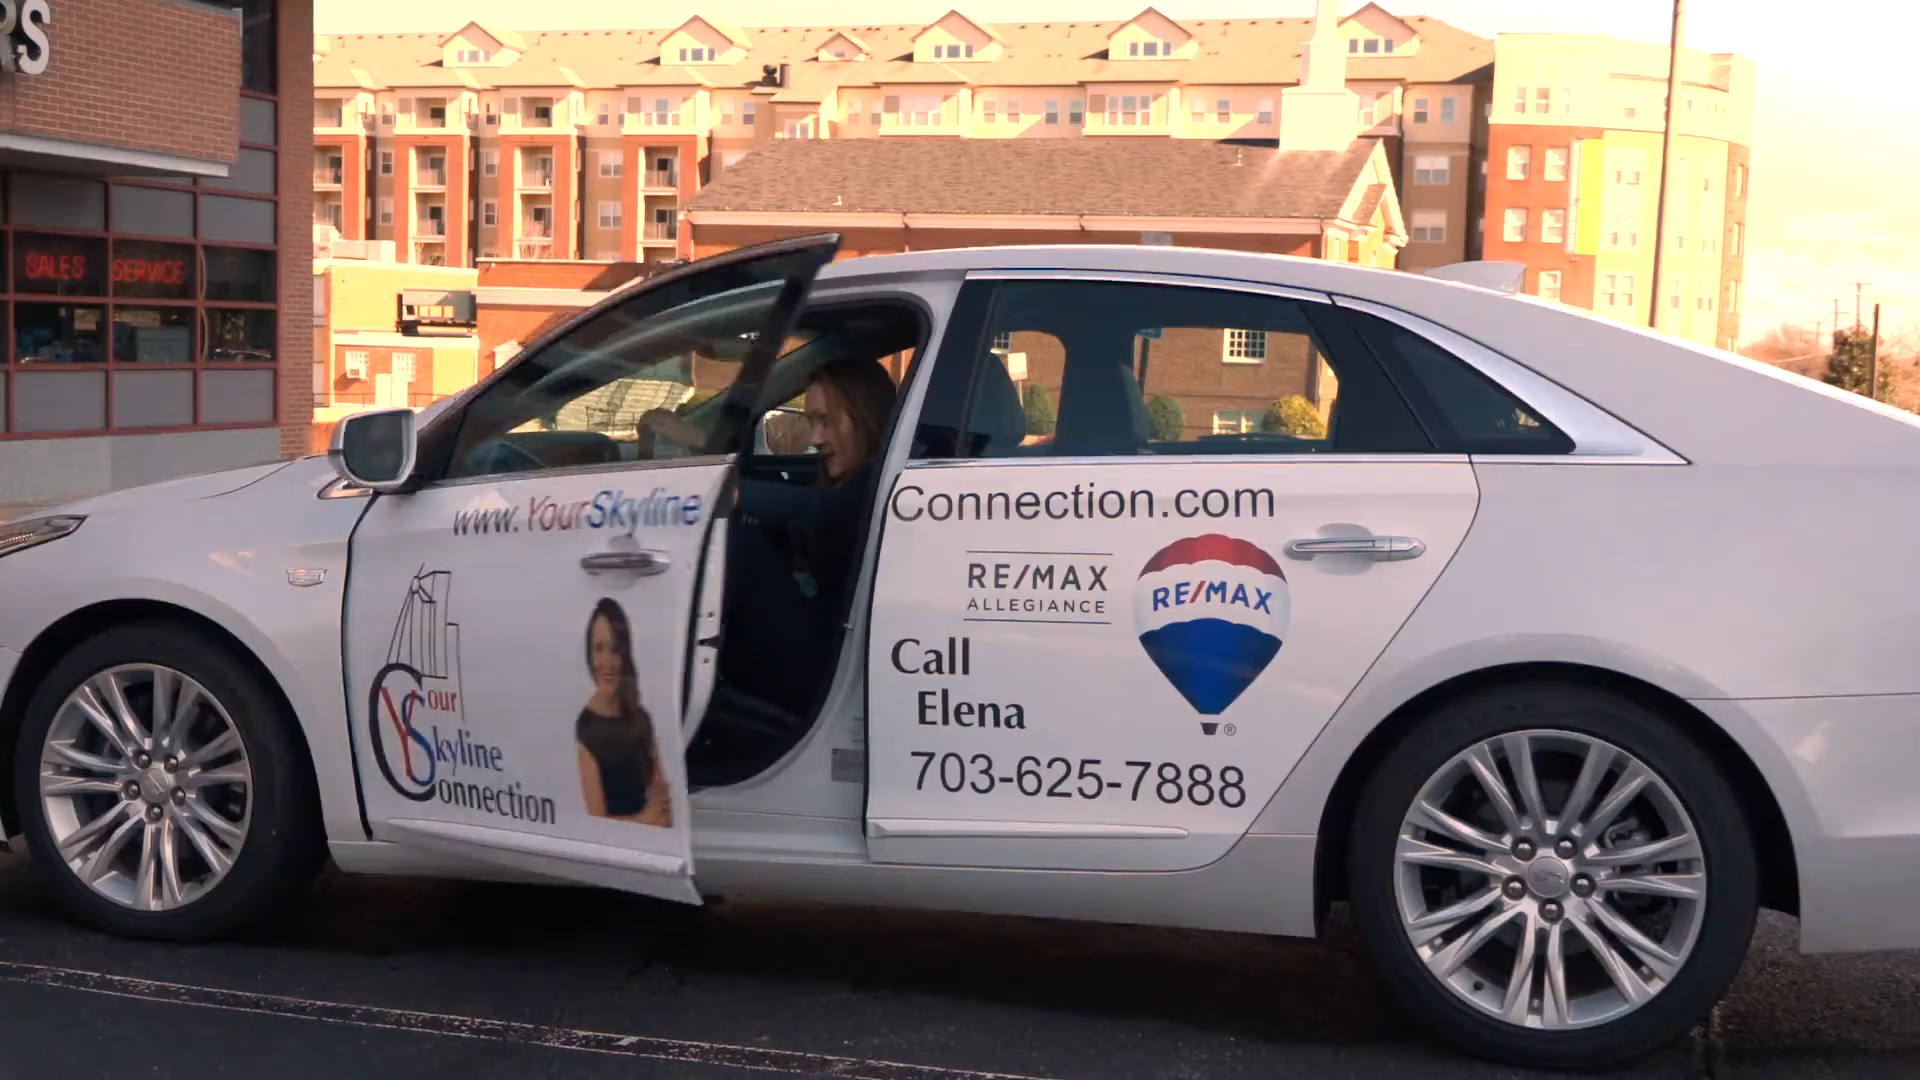 RS
SALES SERVICE
www.YourSkyline
Connection.com
RE/MAX
ALLEGIANCE
RE/MAX
®
Call
Elena
703-625-7888
Your
Skyline
Connection